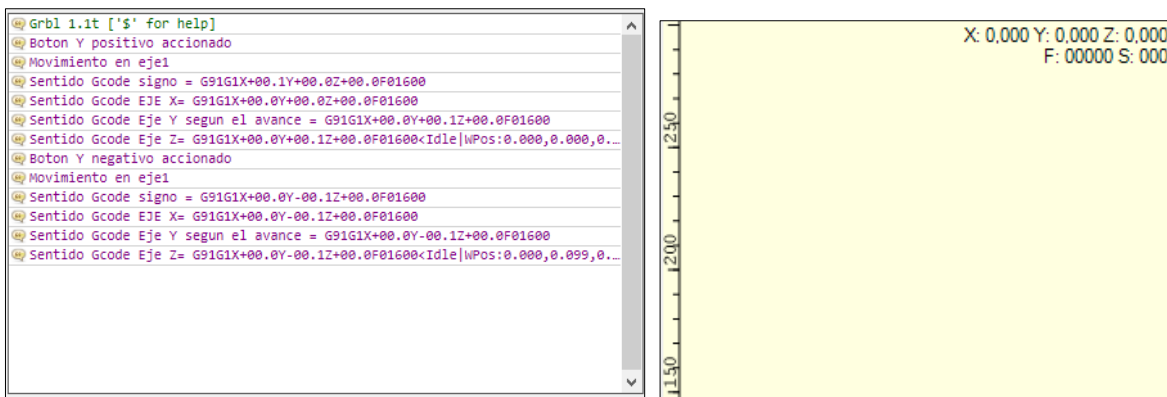 Grbl 1.1t ['$' for help]
Boton Y positivo accionado
Movimiento en eje1
Sentido Gcode signo = G91G1X+00.1Y+00.0Z+00.0F01600
Sentido Gcode EJE X= G91G1X+00.0Y+00.0Z+00.0F01600
Sentido Gcode Eje Y segun el avance = G91G1X+00.0Y+00.1Z+00.0F01600
Sentido Gcode Eje Z= G91G1X+00.0Y+00.1Z+00.0F01600<Idle|WPos:0.000,0.000,0.…
Boton Y negativo accionado
Movimiento en eje1
Sentido Gcode signo = G91G1X+00.0Y-00.1Z+00.0F01600
Sentido Gcode EJE X= G91G1X+00.0Y-00.1Z+00.0F01600
Sentido Gcode Eje Y segun el avance = G91G1X+00.0Y-00.1Z+00.0F01600
Sentido Gcode Eje Z= G91G1X+00.0Y-00.1Z+00.0F01600<Idle|WPos:0.000,0.099,0.…
X: 0,000 Y: 0,000 Z: 0,000
F: 00000 S: 000
250
200
150